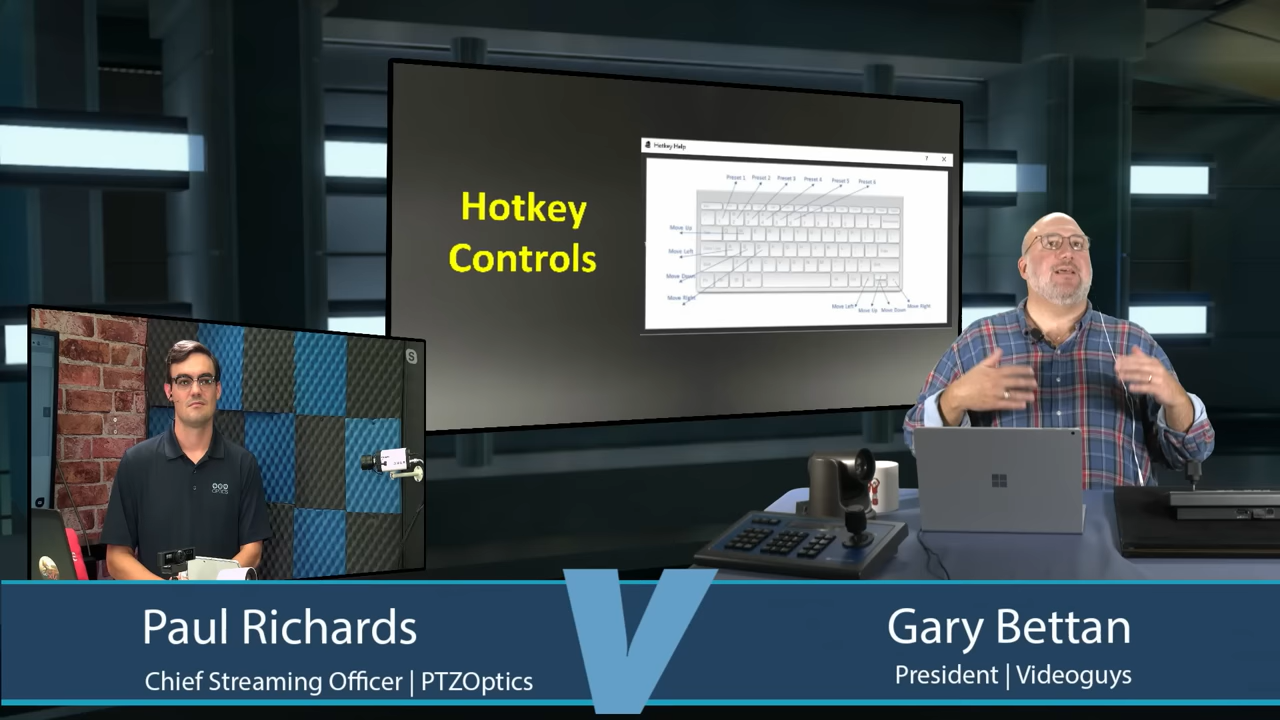 Hotkey
Controls
Hotkey Help
?
Preset 1 Preset 2 Preset 3 Preset 4 Preset 5 Preset 6
Move Up
Move Left
Move Down
Move Right
Move Left Move Up Move Down Move Right
S
OPTICS
V
Paul Richards
Chief Streaming Officer | PTZOptics
Gary Bettan
President | Videoguys